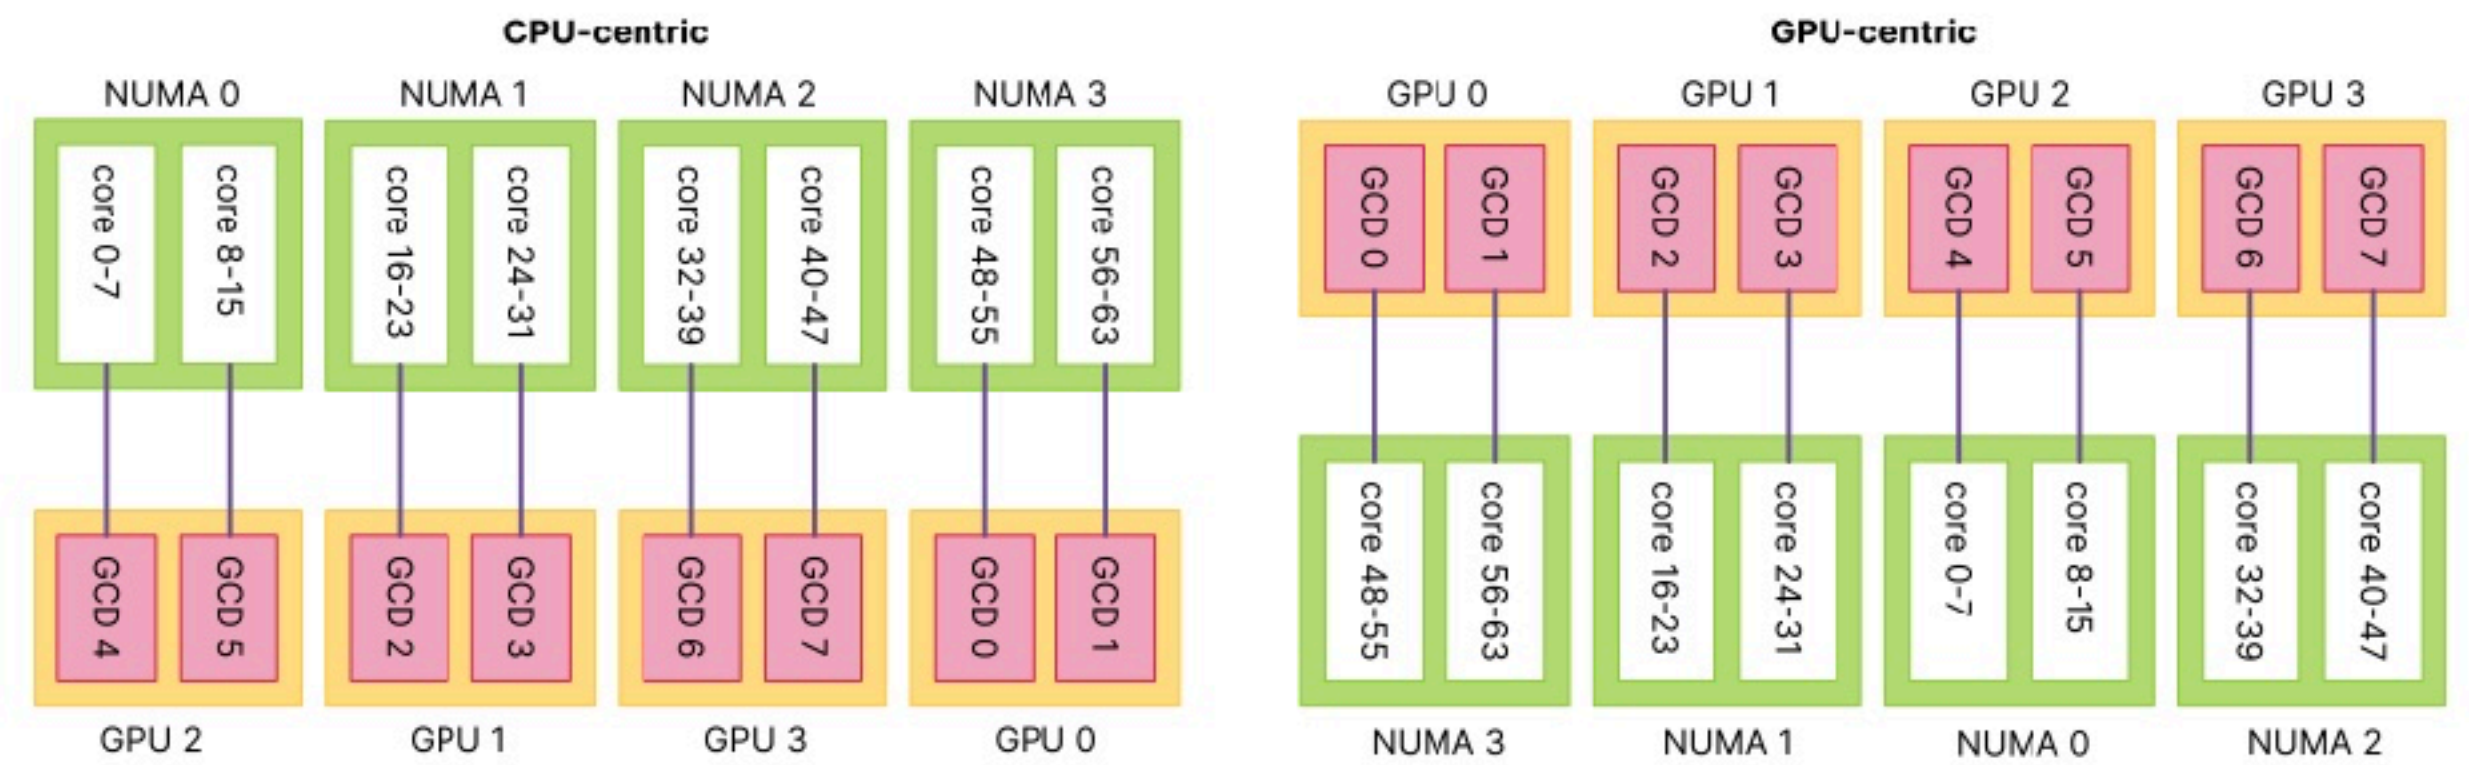 CPU-centric
NUMA 0
NUMA 1
NUMA 2
NUMA 3
core 0-7
core 8-15
core 16-23
core 24-31
core 32-39
core 40-47
core 48-55
core 56-63
GCD 4
GCD 5
GCD 2
GCD 3
GCD 6
GCD 7
GCD 0
GCD 1
GPU 2
GPU 1
GPU 3
GPU 0
GPU-centric
GPU 0
GPU 1
GPU 2
GPU 3
GCD 0
GCD 1
GCD 2
GCD 3
GCD 4
GCD 5
GCD 6
GCD 7
core 48-55
core 56-63
core 16-23
core 24-31
core 0-7
core 8-15
core 32-39
core 40-47
NUMA 3
NUMA 1
NUMA 0
NUMA 2